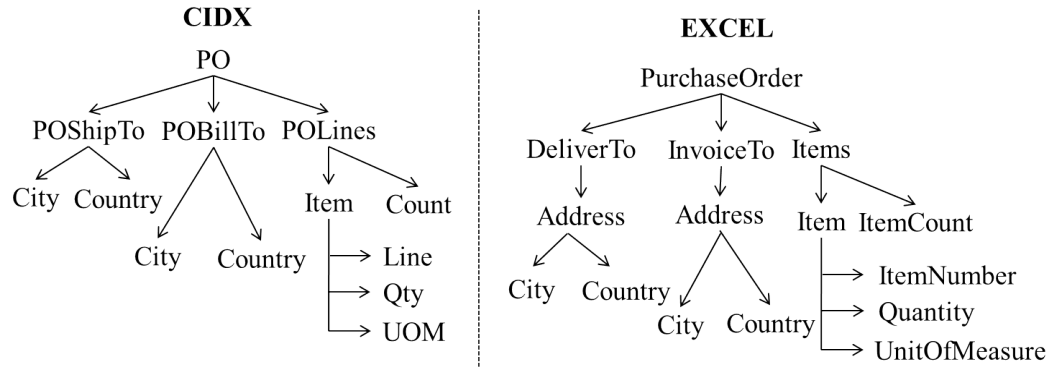 CIDX
PO
POShipTo POBillTo POLines
City Country Item Count
City Country Line
Qty
UOM
EXCEL
PurchaseOrder
DeliverTo InvoiceTo Items
Address Address Item ItemCount
City Country City Country ItemNumber
Quantity
UnitOfMeasure